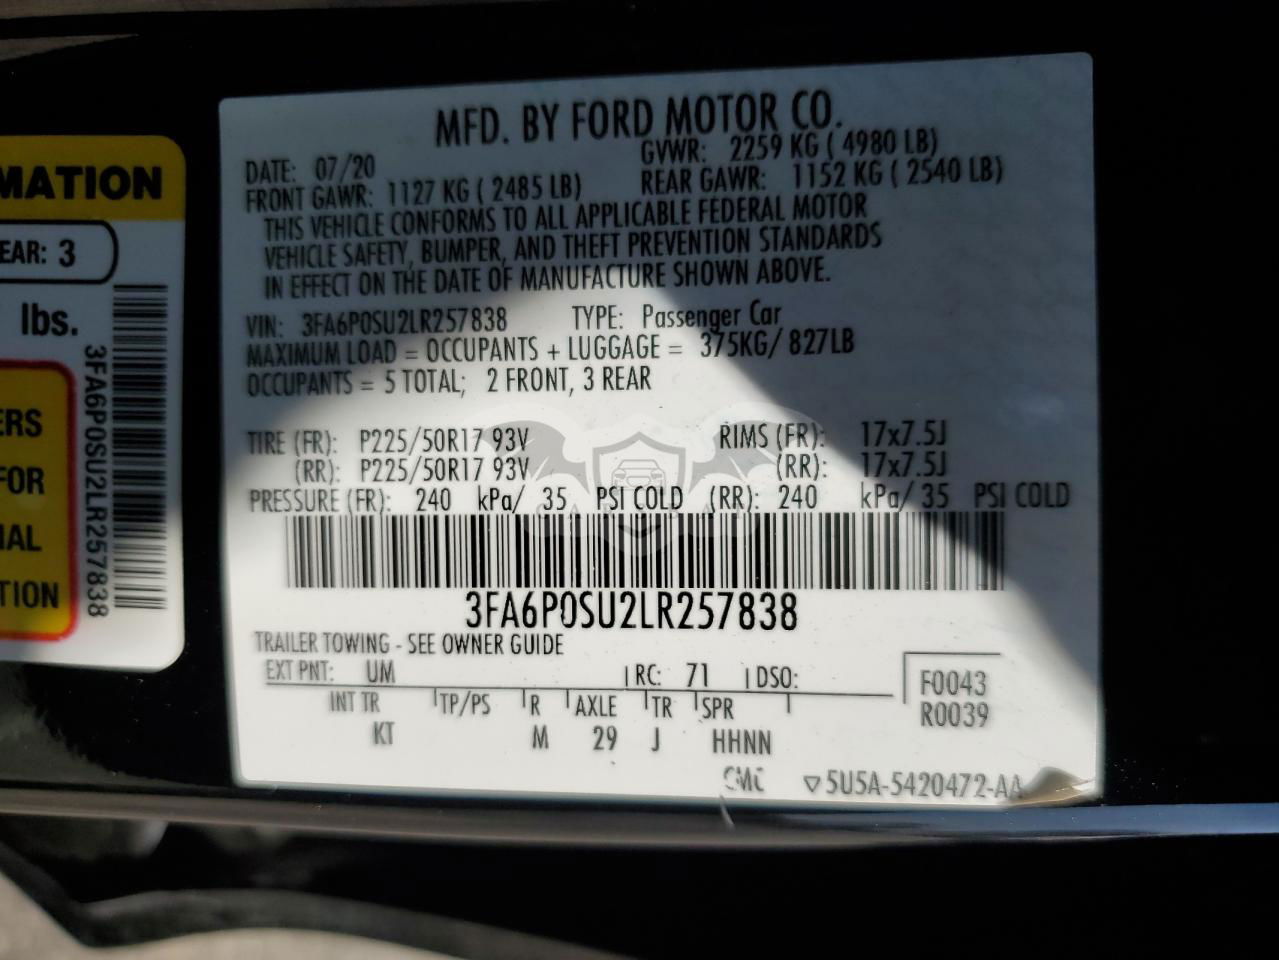 MATION
EAR: 3
lbs.
ERS
FOR
IAL
TION
3FA6P0SU2LR257838
MFD. BY FORD MOTOR CO.
DATE: 07/20 GVWR: 2259 KG ( 4980 LB)
FRONT GAWR: 1127 KG ( 2485 LB) REAR GAWR: 1152 KG ( 2540 LB)
THIS VEHICLE CONFORMS TO ALL APPLICABLE FEDERAL MOTOR
VEHICLE SAFETY, BUMPER, AND THEFT PREVENTION STANDARDS
IN EFFECT ON THE DATE OF MANUFACTURE SHOWN ABOVE.
VIN: 3FA6P0SU2LR257838 TYPE: Passenger Car
MAXIMUM LOAD = OCCUPANTS + LUGGAGE = 375KG/ 827LB
OCCUPANTS = 5 TOTAL; 2 FRONT, 3 REAR
TIRE (FR): P225/50R17 93V RIMS (FR): 17x7.5J
(RR): P225/50R17 93V (RR): 17x7.5J
PRESSURE (FR): 240 kPa/ 35 PSI COLD (RR): 240 kPa/ 35 PSI COLD
3FA6P0SU2LR257838
TRAILER TOWING - SEE OWNER GUIDE
EXT PNT: UM RC: 71 DSO:
INT TR TP/PS R AXLE TR SPR
KT M 29 J HHNN
F0043
R0039
▽5U5A-5420472-AA